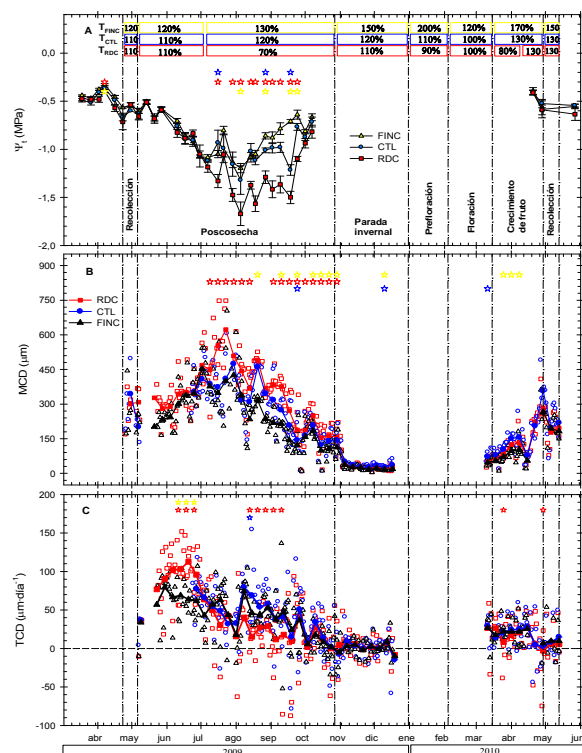 A
T_FINC 120 120% 130% 150% 200% 120% 170% 150
T_CTL 110 110% 120% 120% 110% 100% 130% 130
T_RDC 110 110% 70% 110% 90% 100% 80% 130 130
0,0
-0,5
-1,0
-1,5
-2,0
Ψt (MPa)
FINC
CTL
RDC
Recolección
Poscosecha
Parada
invernal
Prefloración
Floración
Crecimiento
de fruto
Recolección
B
900
750
600
450
300
150
0
MCD (µm)
RDC
CTL
FINC
C
200
150
100
50
0
-50
-100
TCD (µm·dia⁻¹)
abr may jun jul ago sep oct nov dic ene feb mar abr may jun
2009 2010